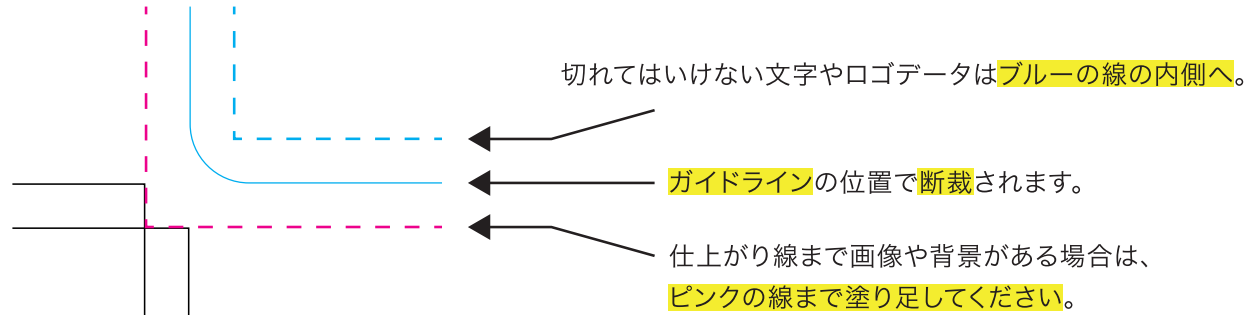 切れてはいけない文字やロゴデータはブルーの線の内側へ。
ガイドラインの位置で断裁されます。
仕上がり線まで画像や背景がある場合は、
ピンクの線まで塗り足してください。